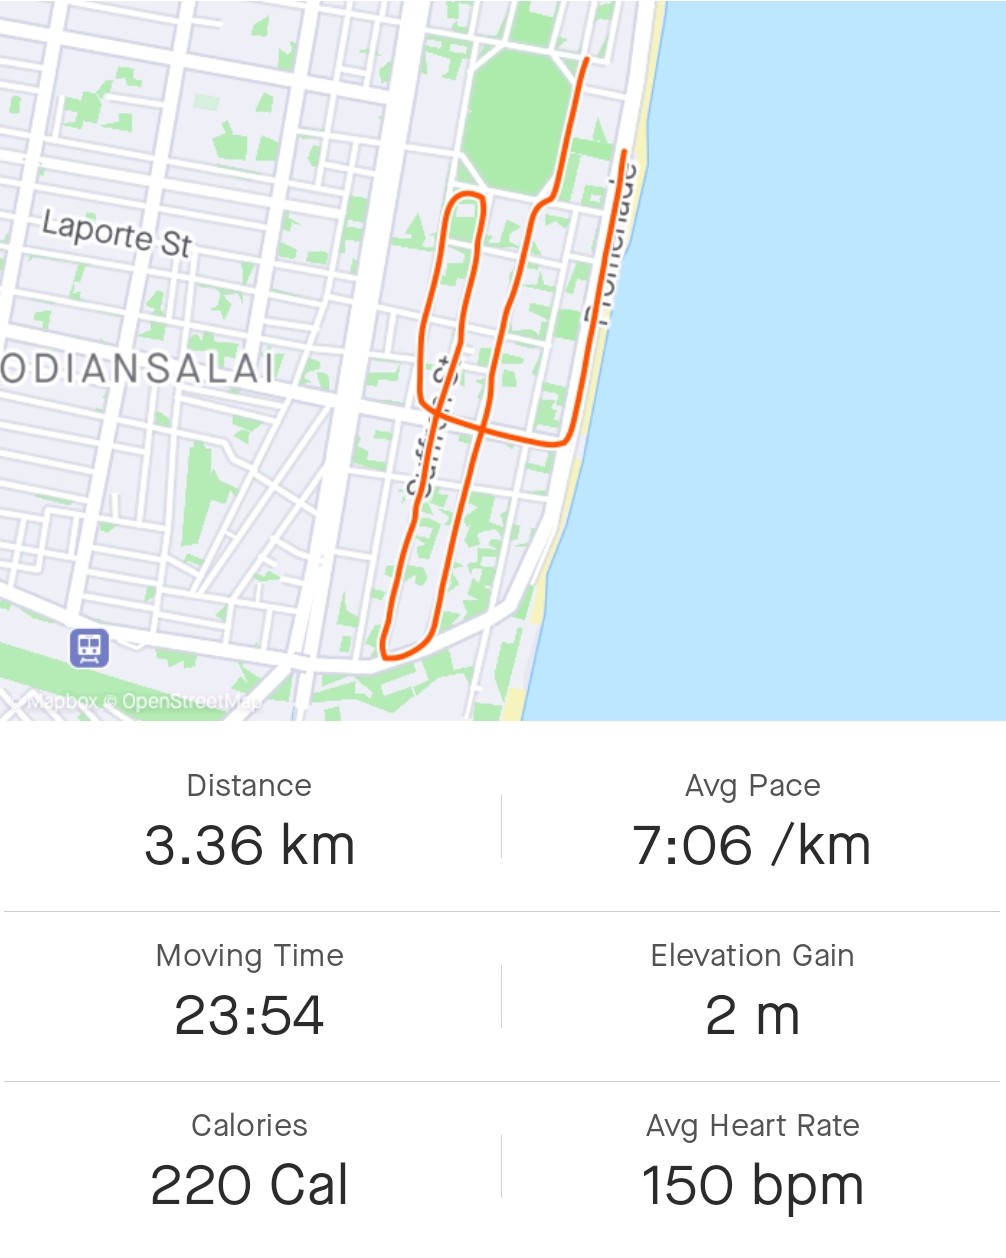 Promenade
Laporte St
ODIANSALAI
Suffren St
Mapbox © OpenStreetMap
Distance
Avg Pace
3.36 km
7:06 /km
Moving Time
Elevation Gain
23:54
2 m
Calories
Avg Heart Rate
220 Cal
150 bpm